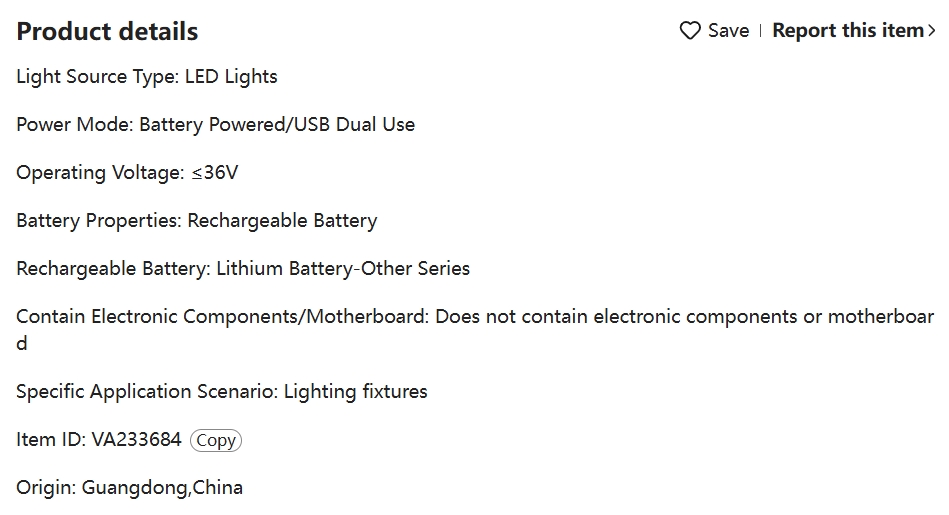 Product details
Save | Report this item
Light Source Type: LED Lights
Power Mode: Battery Powered/USB Dual Use
Operating Voltage: ≤36V
Battery Properties: Rechargeable Battery
Rechargeable Battery: Lithium Battery-Other Series
Contain Electronic Components/Motherboard: Does not contain electronic components or motherboar
d
Specific Application Scenario: Lighting fixtures
Item ID: VA233684 Copy
Origin: Guangdong,China